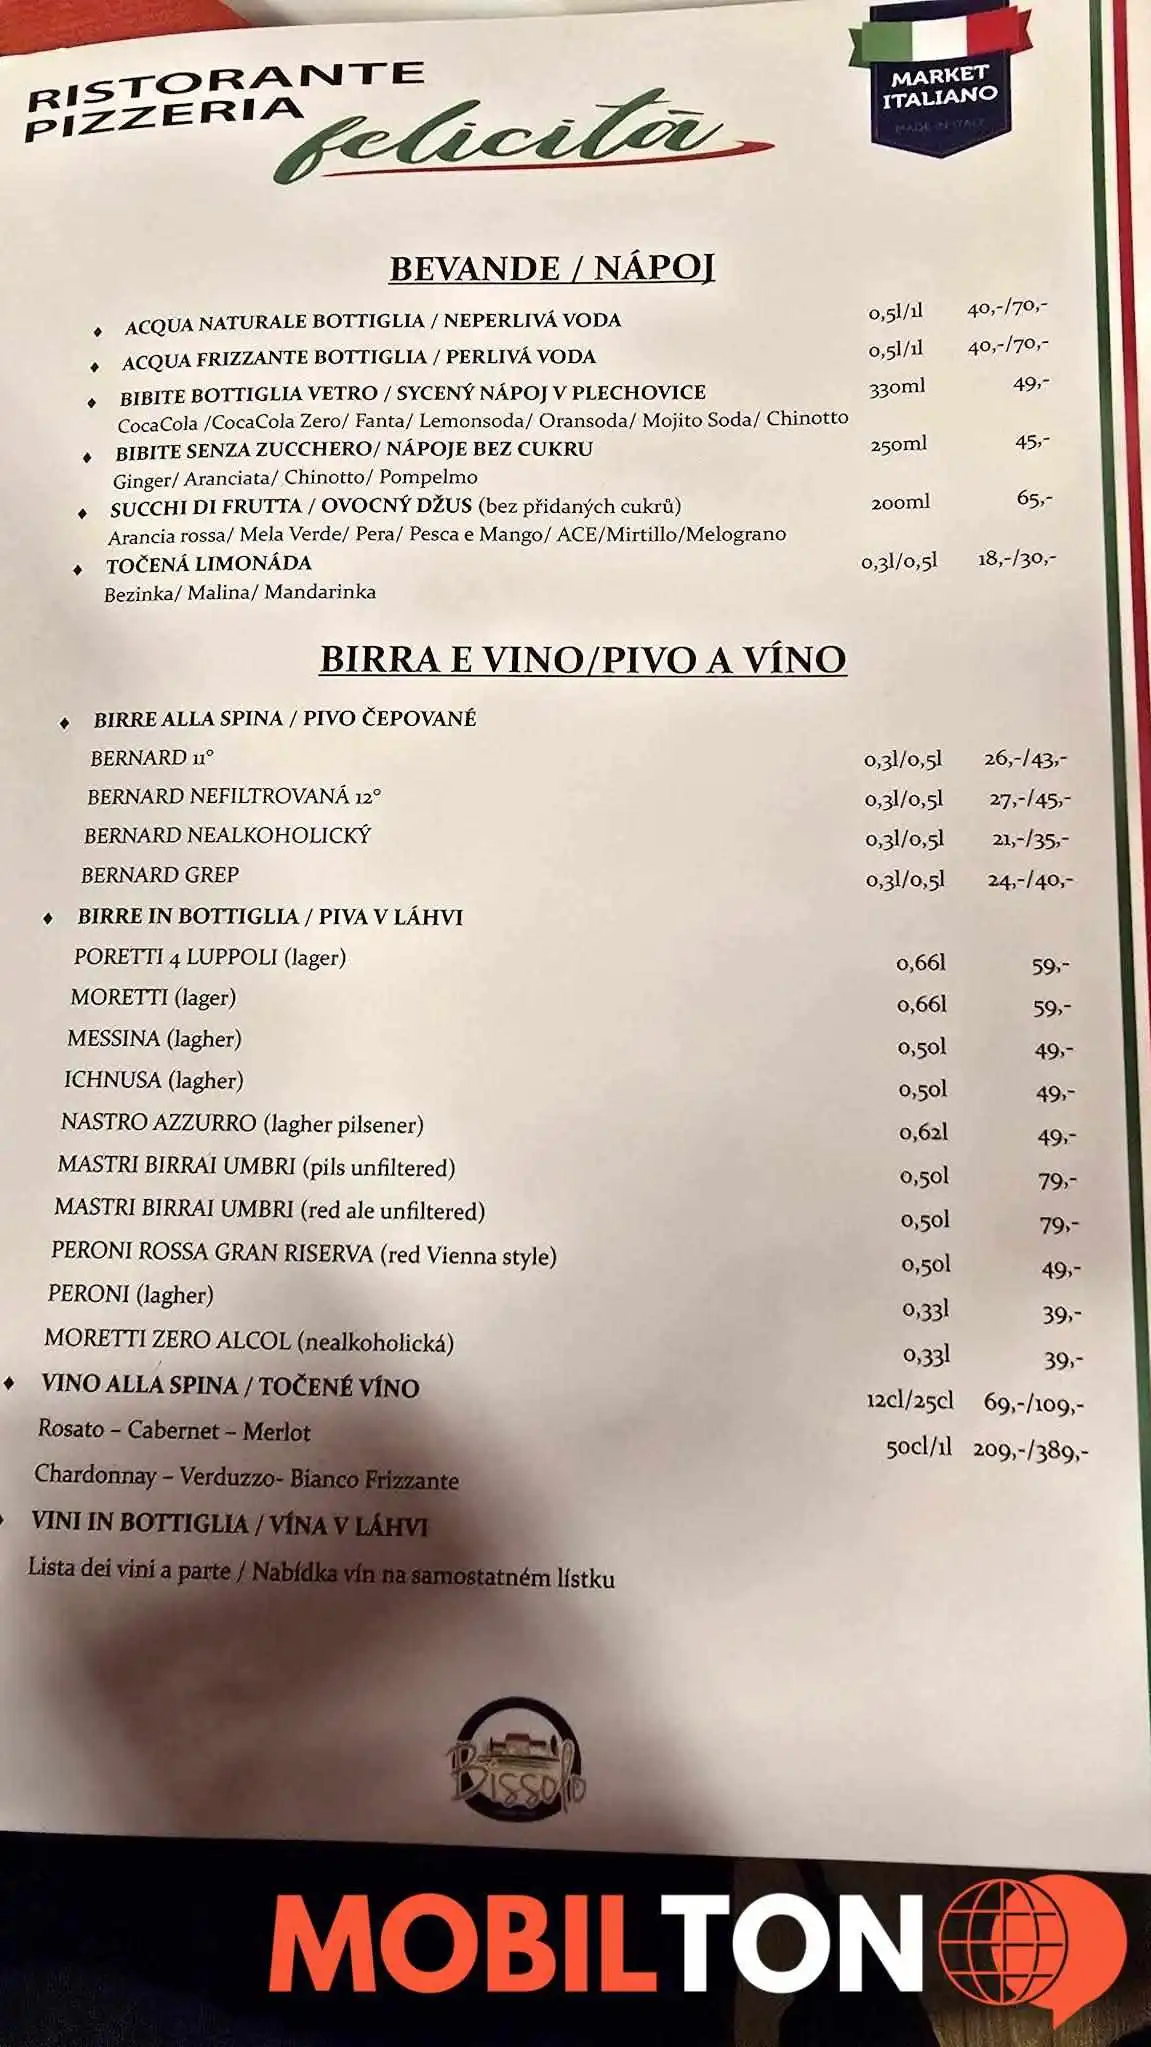 RISTORANTE
PIZZERIA
felicità
MARKET
ITALIANO
MADE IN ITALY
BEVANDE / NÁPOJ
♦ ACQUA NATURALE BOTTIGLIA / NEPERLIVÁ VODA 0,5l/1l 40,-/70,-
♦ ACQUA FRIZZANTE BOTTIGLIA / PERLIVÁ VODA 0,5l/1l 40,-/70,-
♦ BIBITE BOTTIGLIA VETRO / SYCENÝ NÁPOJ V PLECHOVICE 330ml 49,-
CocaCola /CocaCola Zero/ Fanta/ Lemonsoda/ Oransoda/ Mojito Soda/ Chinotto
♦ BIBITE SENZA ZUCCHERO/ NÁPOJE BEZ CUKRU 250ml 45,-
Ginger/ Aranciata/ Chinotto/ Pompelmo
♦ SUCCHI DI FRUTTA / OVOCNÝ DŽUS (bez přidaných cukrů) 200ml 65,-
Arancia rossa/ Mela Verde/ Pera/ Pesca e Mango/ ACE/Mirtillo/Melograno
♦ TOČENÁ LIMONÁDA 0,3l/0,5l 18,-/30,-
Bezinka/ Malina/ Mandarinka
BIRRA E VINO/PIVO A VÍNO
♦ BIRRE ALLA SPINA / PIVO ČEPOVANÉ
BERNARD 11° 0,3l/0,5l 26,-/43,-
BERNARD NEFILTROVANÁ 12° 0,3l/0,5l 27,-/45,-
BERNARD NEALKOHOLICKÝ 0,3l/0,5l 21,-/35,-
BERNARD GREP 0,3l/0,5l 24,-/40,-
♦ BIRRE IN BOTTIGLIA / PIVA V LÁHVI
PORETTI 4 LUPPOLI (lager) 0,66l 59,-
MORETTI (lager) 0,66l 59,-
MESSINA (lagher) 0,50l 49,-
ICHNUSA (lagher) 0,50l 49,-
NASTRO AZZURRO (lagher pilsener) 0,62l 49,-
MASTRI BIRRAI UMBRI (pils unfiltered) 0,50l 79,-
MASTRI BIRRAI UMBRI (red ale unfiltered) 0,50l 79,-
PERONI ROSSA GRAN RISERVA (red Vienna style) 0,50l 49,-
PERONI (lagher) 0,33l 39,-
MORETTI ZERO ALCOL (nealkoholická) 0,33l 39,-
♦ VINO ALLA SPINA / TOČENÉ VÍNO 12cl/25cl 69,-/109,-
Rosato – Cabernet – Merlot 50cl/1l 209,-/389,-
Chardonnay – Verduzzo- Bianco Frizzante
♦ VINI IN BOTTIGLIA / VÍNA V LÁHVI
Lista dei vini a parte / Nabídka vín na samostatném lístku
Bissolo
MOBILTON